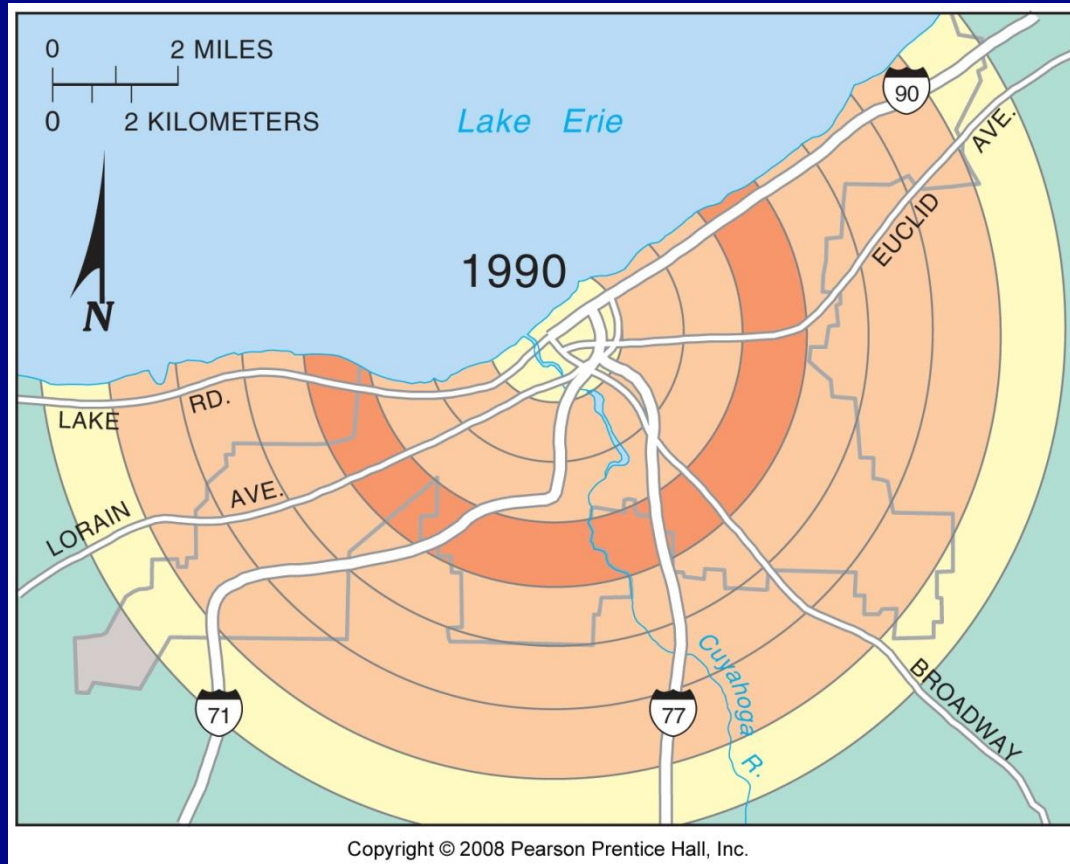 0 2 MILES
0 2 KILOMETERS
Lake Erie
90
AVE.
EUCLID
1990
N
LAKE
RD.
LORAIN
AVE.
71
77
Cuyahoga R.
BROADWAY
Copyright © 2008 Pearson Prentice Hall, Inc.